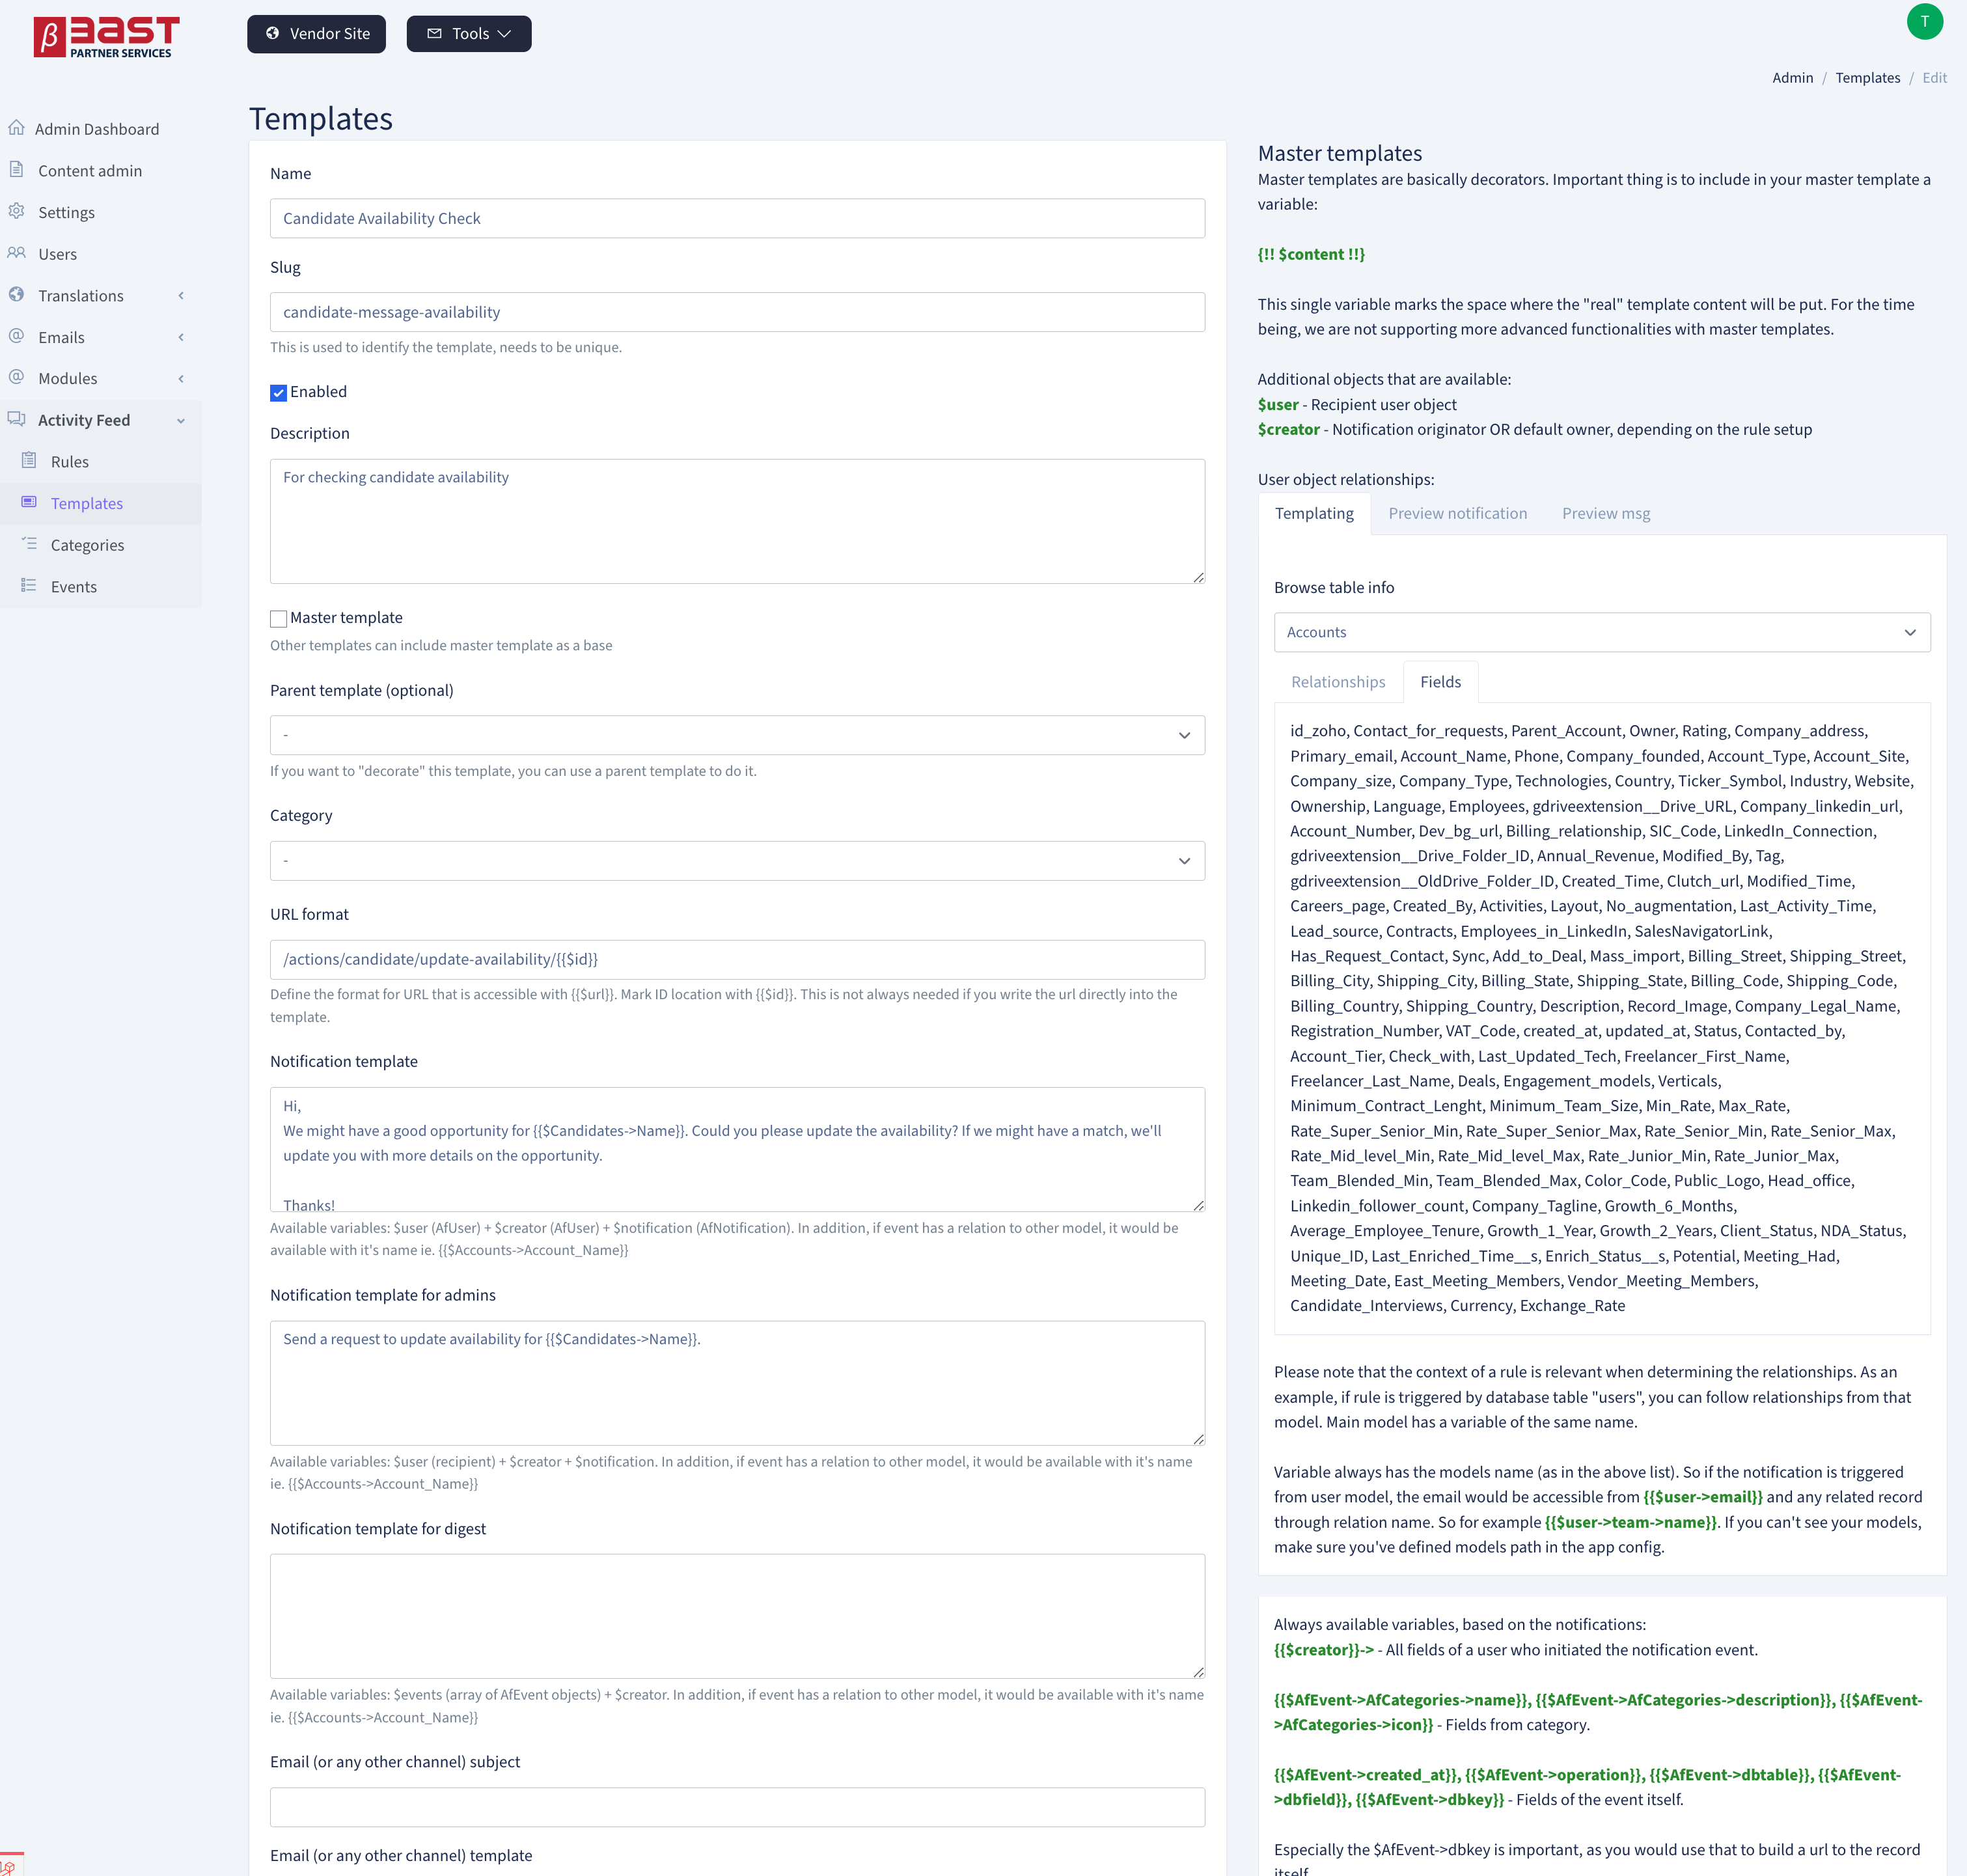 βEAST
PARTNER SERVICES
Vendor Site
Tools
T
Admin / Templates / Edit
Admin Dashboard
Content admin
Settings
Users
Translations
Emails
Modules
Activity Feed
Rules
Templates
Categories
Events
Templates
Name
Candidate Availability Check
Slug
candidate-message-availability
This is used to identify the template, needs to be unique.
Enabled
Description
For checking candidate availability
Master template
Other templates can include master template as a base
Parent template (optional)
-
If you want to "decorate" this template, you can use a parent template to do it.
Category
-
URL format
/actions/candidate/update-availability/{{$id}}
Define the format for URL that is accessible with {{$url}}. Mark ID location with {{$id}}. This is not always needed if you write the url directly into the
template.
Notification template
Hi,
We might have a good opportunity for {{$Candidates->Name}}. Could you please update the availability? If we might have a match, we'll
update you with more details on the opportunity.
Thanks!
Available variables: $user (AfUser) + $creator (AfUser) + $notification (AfNotification). In addition, if event has a relation to other model, it would be
available with it's name ie. {{$Accounts->Account_Name}}
Notification template for admins
Send a request to update availability for {{$Candidates->Name}}.
Available variables: $user (recipient) + $creator + $notification. In addition, if event has a relation to other model, it would be available with it's name
ie. {{$Accounts->Account_Name}}
Notification template for digest
Available variables: $events (array of AfEvent objects) + $creator. In addition, if event has a relation to other model, it would be available with it's name
ie. {{$Accounts->Account_Name}}
Email (or any other channel) subject
Email (or any other channel) template
Master templates
Master templates are basically decorators. Important thing is to include in your master template a
variable:
{!! $content !!}
This single variable marks the space where the "real" template content will be put. For the time
being, we are not supporting more advanced functionalities with master templates.
Additional objects that are available:
$user - Recipient user object
$creator - Notification originator OR default owner, depending on the rule setup
User object relationships:
Templating Preview notification Preview msg
Browse table info
Accounts
Relationships Fields
id_zoho, Contact_for_requests, Parent_Account, Owner, Rating, Company_address,
Primary_email, Account_Name, Phone, Company_founded, Account_Type, Account_Site,
Company_size, Company_Type, Technologies, Country, Ticker_Symbol, Industry, Website,
Ownership, Language, Employees, gdriveextension__Drive_URL, Company_linkedin_url,
Account_Number, Dev_bg_url, Billing_relationship, SIC_Code, LinkedIn_Connection,
gdriveextension__Drive_Folder_ID, Annual_Revenue, Modified_By, Tag,
gdriveextension__OldDrive_Folder_ID, Created_Time, Clutch_url, Modified_Time,
Careers_page, Created_By, Activities, Layout, No_augmentation, Last_Activity_Time,
Lead_source, Contracts, Employees_in_LinkedIn, SalesNavigatorLink,
Has_Request_Contact, Sync, Add_to_Deal, Mass_import, Billing_Street, Shipping_Street,
Billing_City, Shipping_City, Billing_State, Shipping_State, Billing_Code, Shipping_Code,
Billing_Country, Shipping_Country, Description, Record_Image, Company_Legal_Name,
Registration_Number, VAT_Code, created_at, updated_at, Status, Contacted_by,
Account_Tier, Check_with, Last_Updated_Tech, Freelancer_First_Name,
Freelancer_Last_Name, Deals, Engagement_models, Verticals,
Minimum_Contract_Lenght, Minimum_Team_Size, Min_Rate, Max_Rate,
Rate_Super_Senior_Min, Rate_Super_Senior_Max, Rate_Senior_Min, Rate_Senior_Max,
Rate_Mid_level_Min, Rate_Mid_level_Max, Rate_Junior_Min, Rate_Junior_Max,
Team_Blended_Min, Team_Blended_Max, Color_Code, Public_Logo, Head_office,
Linkedin_follower_count, Company_Tagline, Growth_6_Months,
Average_Employee_Tenure, Growth_1_Year, Growth_2_Years, Client_Status, NDA_Status,
Unique_ID, Last_Enriched_Time__s, Enrich_Status__s, Potential, Meeting_Had,
Meeting_Date, East_Meeting_Members, Vendor_Meeting_Members,
Candidate_Interviews, Currency, Exchange_Rate
Please note that the context of a rule is relevant when determining the relationships. As an
example, if rule is triggered by database table "users", you can follow relationships from that
model. Main model has a variable of the same name.
Variable always has the models name (as in the above list). So if the notification is triggered
from user model, the email would be accessible from {{$user->email}} and any related record
through relation name. So for example {{$user->team->name}}. If you can't see your models,
make sure you've defined models path in the app config.
Always available variables, based on the notifications:
{{$creator}}-> - All fields of a user who initiated the notification event.
{{$AfEvent->AfCategories->name}}, {{$AfEvent->AfCategories->description}}, {{$AfEvent-
>AfCategories->icon}} - Fields from category.
{{$AfEvent->created_at}}, {{$AfEvent->operation}}, {{$AfEvent->dbtable}}, {{$AfEvent-
>dbfield}}, {{$AfEvent->dbkey}} - Fields of the event itself.
Especially the $AfEvent->dbkey is important, as you would use that to build a url to the record
itself